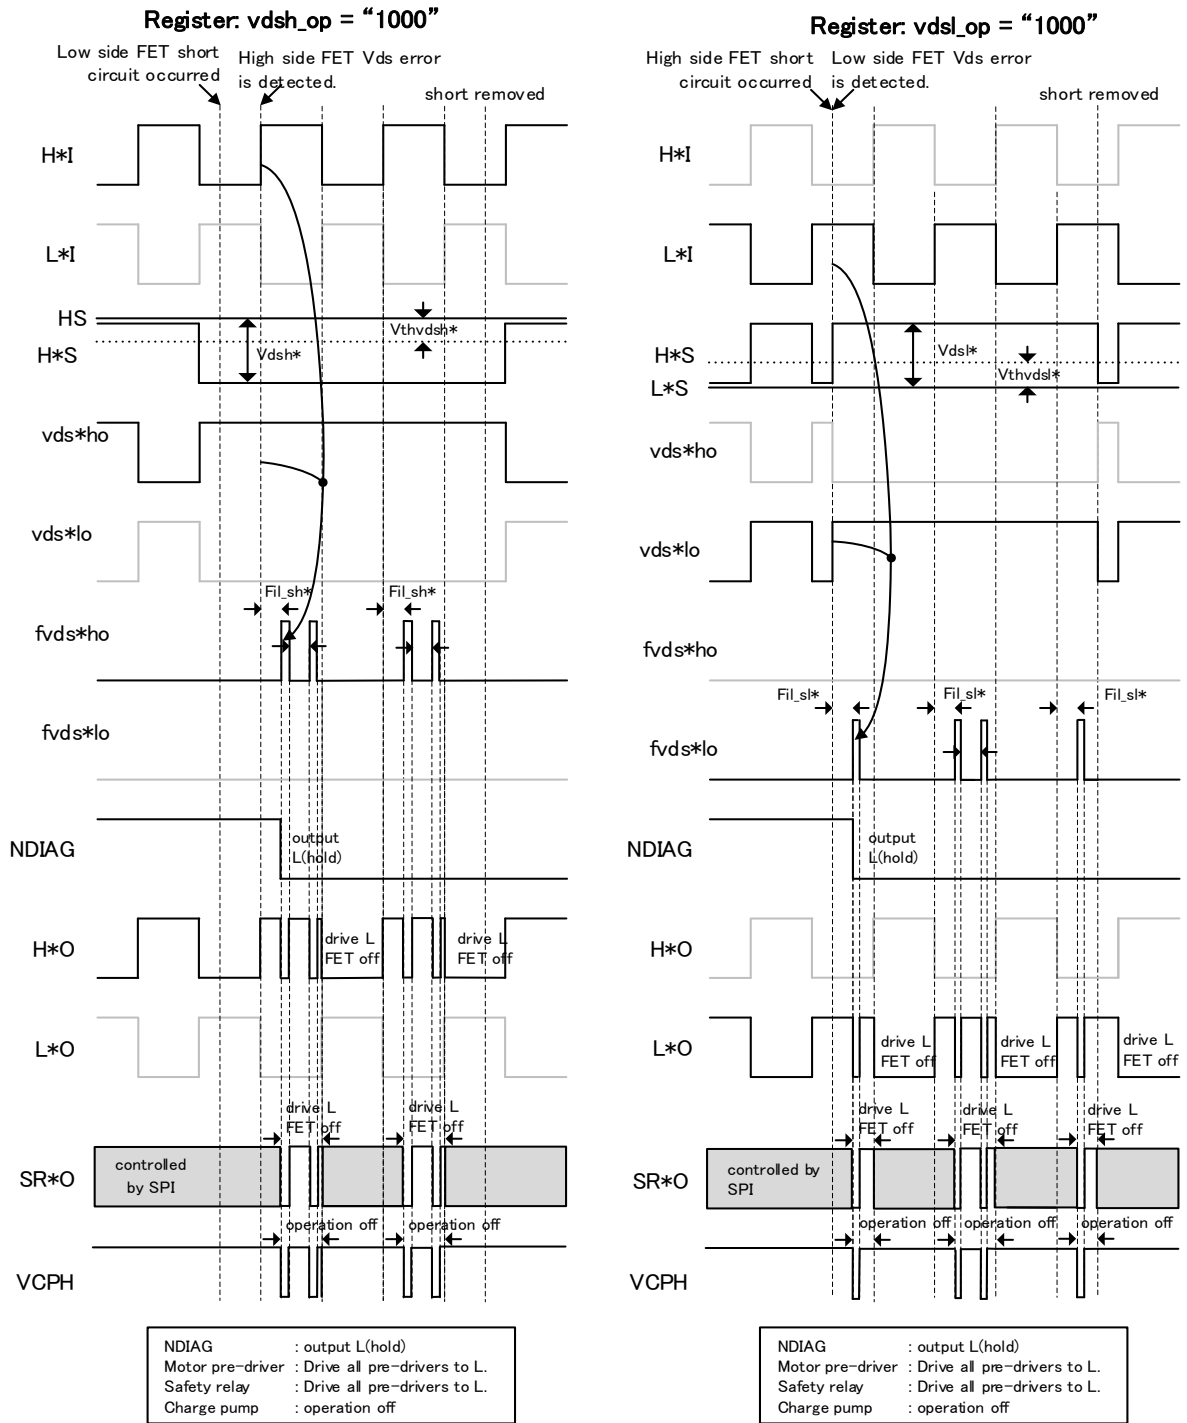 Register: vdsh_op = “1000”
Low side FET short
circuit occurred
High side FET Vds error
is detected.
short removed
H*I
L*I
HS
Vthvdsh*
H*S
Vdsh*
vds*ho
vds*lo
Fil_sh*
Fil_sh*
fvds*ho
fvds*lo
NDIAG
output
L(hold)
H*O
drive L
FET off
drive L
FET off
L*O
drive L
FET off
drive L
FET off
SR*O
controlled
by SPI
operation off
operation off
VCPH
NDIAG : output L(hold)
Motor pre-driver : Drive all pre-drivers to L.
Safety relay : Drive all pre-drivers to L.
Charge pump : operation off
Register: vdsl_op = “1000”
High side FET short
circuit occurred
Low side FET Vds error
is detected.
short removed
H*I
L*I
H*S
Vdsl*
Vthvdsl*
L*S
vds*ho
vds*lo
fvds*ho
Fil_sl*
Fil_sl*
Fil_sl*
fvds*lo
NDIAG
output
L(hold)
H*O
L*O
drive L
FET off
drive L
FET off
drive L
FET off
drive L
FET off
drive L
FET off
drive L
FET off
SR*O
controlled by
SPI
operation off
operation off
operation off
VCPH
NDIAG : output L(hold)
Motor pre-driver : Drive all pre-drivers to L.
Safety relay : Drive all pre-drivers to L.
Charge pump : operation off